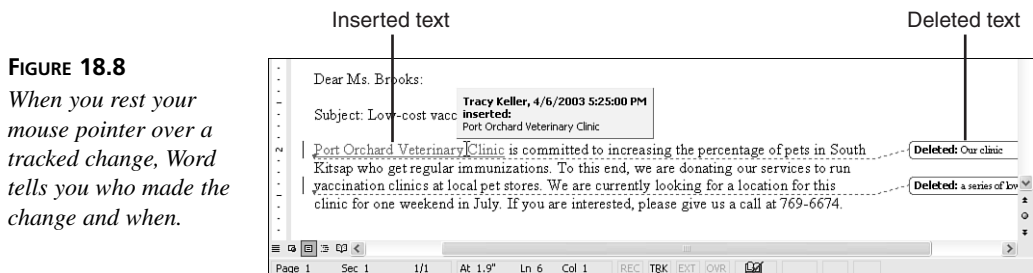 Inserted text
Deleted text
FIGURE 18.8
When you rest your
mouse pointer over a
tracked change, Word
tells you who made the
change and when.
Dear Ms. Brooks:
Subject: Low-cost vacc
Tracy Keller, 4/6/2003 5:25:00 PM
inserted:
Port Orchard Veterinary Clinic
2
Port Orchard Veterinary Clinic is committed to increasing the percentage of pets in South
Kitsap who get regular immunizations. To this end, we are donating our services to run
vaccination clinics at local pet stores. We are currently looking for a location for this
clinic for one weekend in July. If you are interested, please give us a call at 769-6674.
Deleted: Our clinic
Deleted: a series of low
Page 1 Sec 1 1/1 At 1.9" Ln 6 Col 1 REC TRK EXT OVR